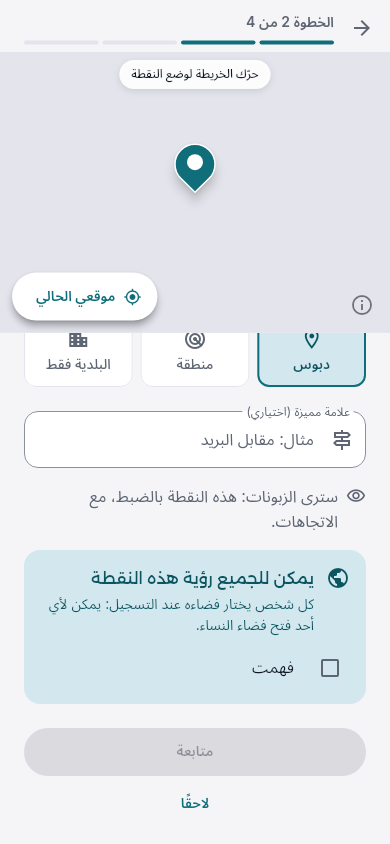 الخطوة 2 من 4
حرّك الخريطة لوضع النقطة
موقعي الحالي
دبوس
منطقة
البلدية فقط
علامة مميزة (اختياري)
مثال: مقابل البريد
سترى الزبونات: هذه النقطة بالضبط، مع
الاتجاهات.
يمكن للجميع رؤية هذه النقطة
كل شخص يختار فضاءه عند التسجيل: يمكن لأي
أحد فتح فضاء النساء.
فهمت
متابعة
لاحقًا